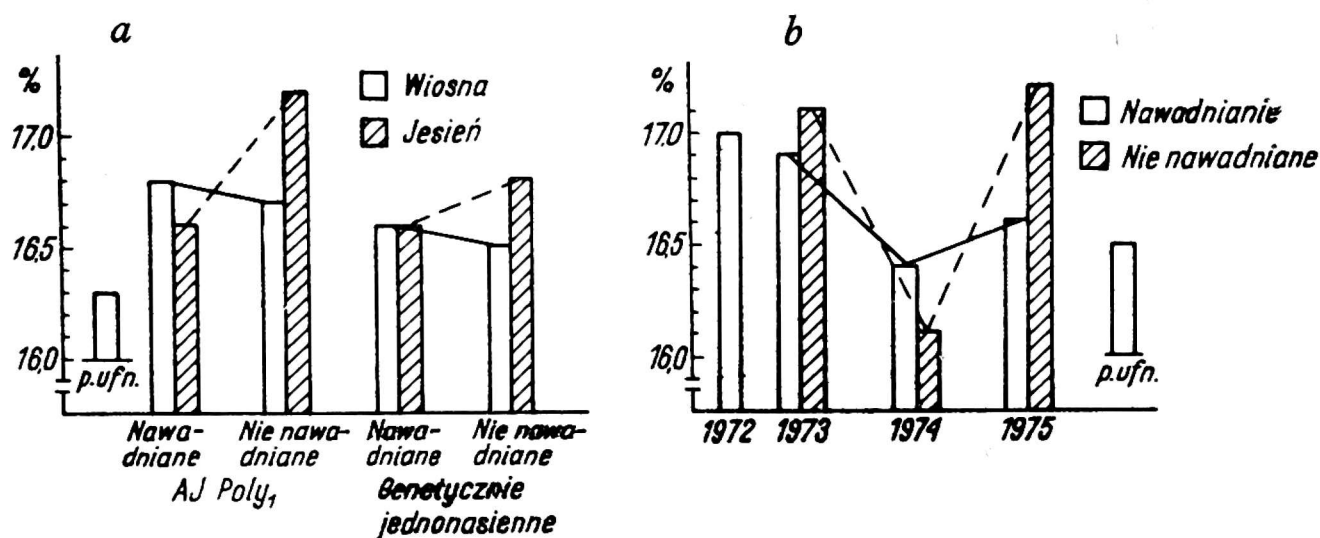 a
%
Wiosna
Jesień
17,0
16,5
16,0
p.ufn.
Nawa-
dniane
Nie nawa-
dniane
Nawa-
dniane
Nie nawa-
dniane
AJ Poly₁
Genetycznie
jednonasienne
b
%
Nawadnianie
Nie nawadniane
17,0
16,5
16,0
p.ufn.
1972
1973
1974
1975